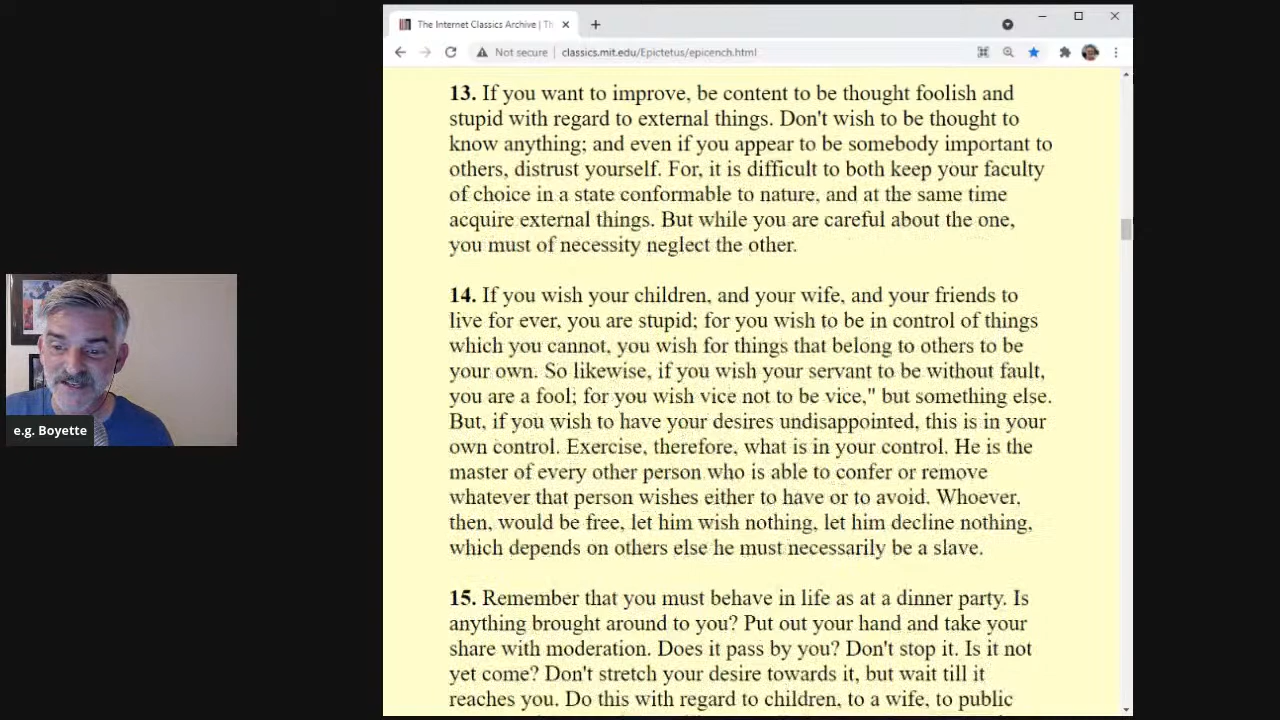 The Internet Classics Archive | Th
Not secure
classics.mit.edu/Epictetus/epicench.html
13. If you want to improve, be content to be thought foolish and
stupid with regard to external things. Don't wish to be thought to
know anything; and even if you appear to be somebody important to
others, distrust yourself. For, it is difficult to both keep your faculty
of choice in a state conformable to nature, and at the same time
acquire external things. But while you are careful about the one,
you must of necessity neglect the other.
14. If you wish your children, and your wife, and your friends to
live for ever, you are stupid; for you wish to be in control of things
which you cannot, you wish for things that belong to others to be
your own. So likewise, if you wish your servant to be without fault,
you are a fool; for you wish vice not to be vice," but something else.
But, if you wish to have your desires undisappointed, this is in your
own control. Exercise, therefore, what is in your control. He is the
master of every other person who is able to confer or remove
whatever that person wishes either to have or to avoid. Whoever,
then, would be free, let him wish nothing, let him decline nothing,
which depends on others else he must necessarily be a slave.
15. Remember that you must behave in life as at a dinner party. Is
anything brought around to you? Put out your hand and take your
share with moderation. Does it pass by you? Don't stop it. Is it not
yet come? Don't stretch your desire towards it, but wait till it
reaches you. Do this with regard to children, to a wife, to public
e.g. Boyette